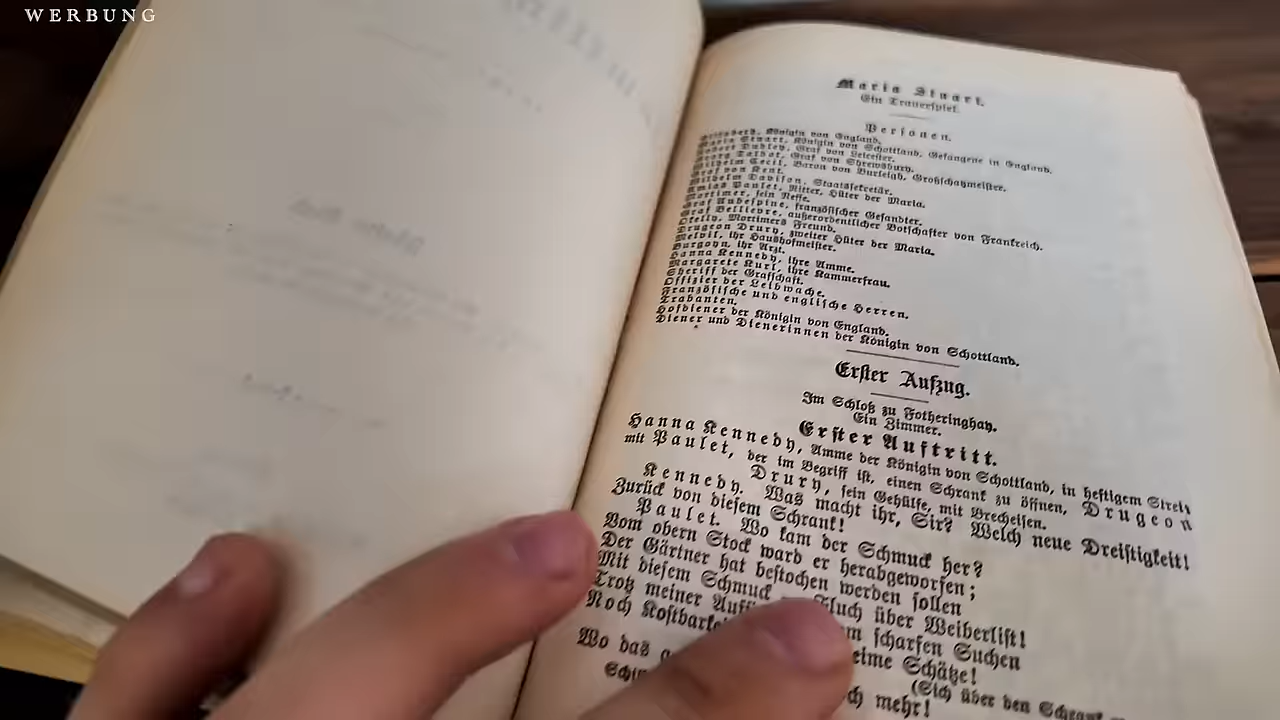 WERBUNG
Maria Stuart.
Ein Trauerspiel.
Personen.
Elisabeth, Königin von England.
Maria Stuart, Königin von Schottland, Gefangene in England.
Robert Dudley, Graf von Leicester.
Georg Talbot, Graf von Shrewsbury.
Wilhelm Cecil, Baron von Burleigh, Großschatzmeister.
Graf von Kent.
Wilhelm Davison, Staatssekretär.
Amias Paulet, Ritter, Hüter der Maria.
Mortimer, sein Neffe.
Graf Aubespine, französischer Gesandter.
Graf Bellievre, außerordentlicher Botschafter von Frankreich.
Okelly, Mortimers Freund.
Drugeon Drury, zweiter Hüter der Maria.
Melvil, ihr Haushofmeister.
Burgoyn, ihr Arzt.
Hanna Kennedy, ihre Amme.
Margarete Kurl, ihre Kammerfrau.
Sheriff der Grafschaft.
Offizier der Leibwache.
Französische und englische Herren.
Trabanten.
Hofdiener der Königin von England.
Diener und Dienerinnen der Königin von Schottland.
Erster Aufzug.
Im Schloß zu Fotheringhay.
Ein Zimmer.
Erster Auftritt.
Hanna Kennedy, Amme der Königin von Schottland, in heftigem Streit
mit Paulet, der im Begriff ist, einen Schrank zu öffnen, Drugeon
Drury, sein Gehülfe, mit Brecheisen.
Kennedy. Was macht ihr, Sir? Welch neue Dreistigkeit!
Zurück von diesem Schrank!
Paulet. Wo kam der Schmuck her?
Vom obern Stock ward er herabgeworfen;
Der Gärtner hat bestochen werden sollen
Mit diesem Schmuck — Fluch über Weiberlist!
Trotz meiner scharfen Suchen
Noch eime Schätze!
Wo das (Sich über den Schrank
ch mehr!